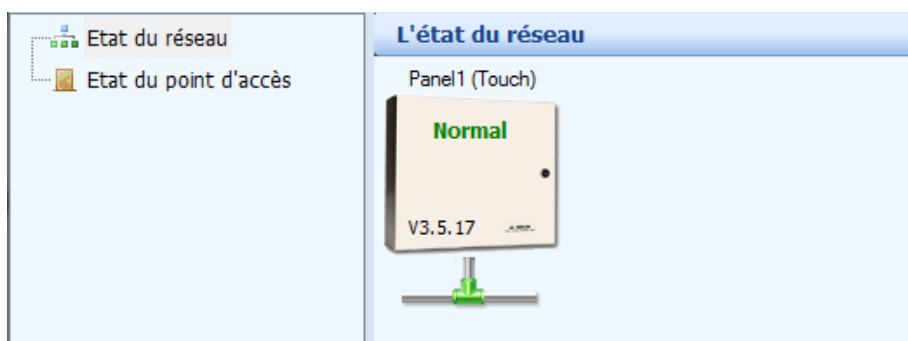 Etat du réseau
Etat du point d'accès
L'état du réseau
Panel1 (Touch)
Normal
V3.5.17